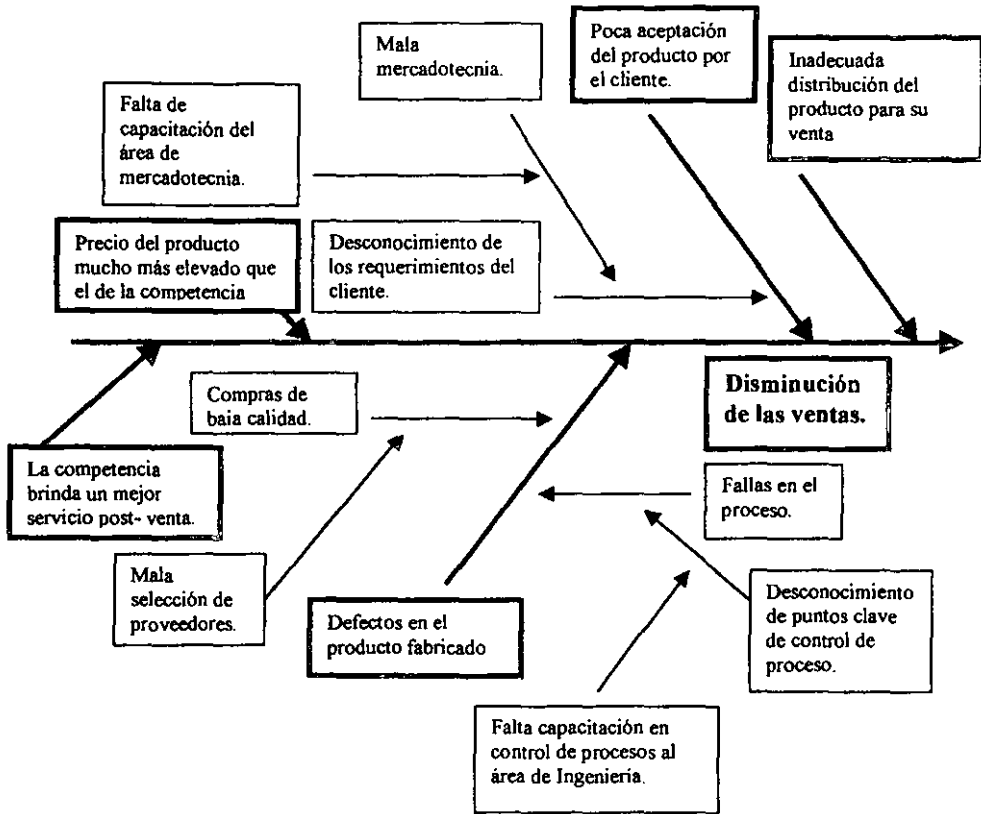 Mala
mercadotecnia.
Poca aceptación
del producto por
el cliente.
Inadecuada
distribución del
producto para su
venta
Falta de
capacitación del
área de
mercadotecnia.
Precio del producto
mucho más elevado que
el de la competencia
Desconocimiento de
los requerimientos del
cliente.
Compras de
baja calidad.
Disminución
de las ventas.
La competencia
brinda un mejor
servicio post- venta.
Fallas en el
proceso.
Mala
selección de
proveedores.
Defectos en el
producto fabricado
Desconocimiento
de puntos clave
de control de
proceso.
Falta capacitación en
control de procesos al
área de Ingeniería.